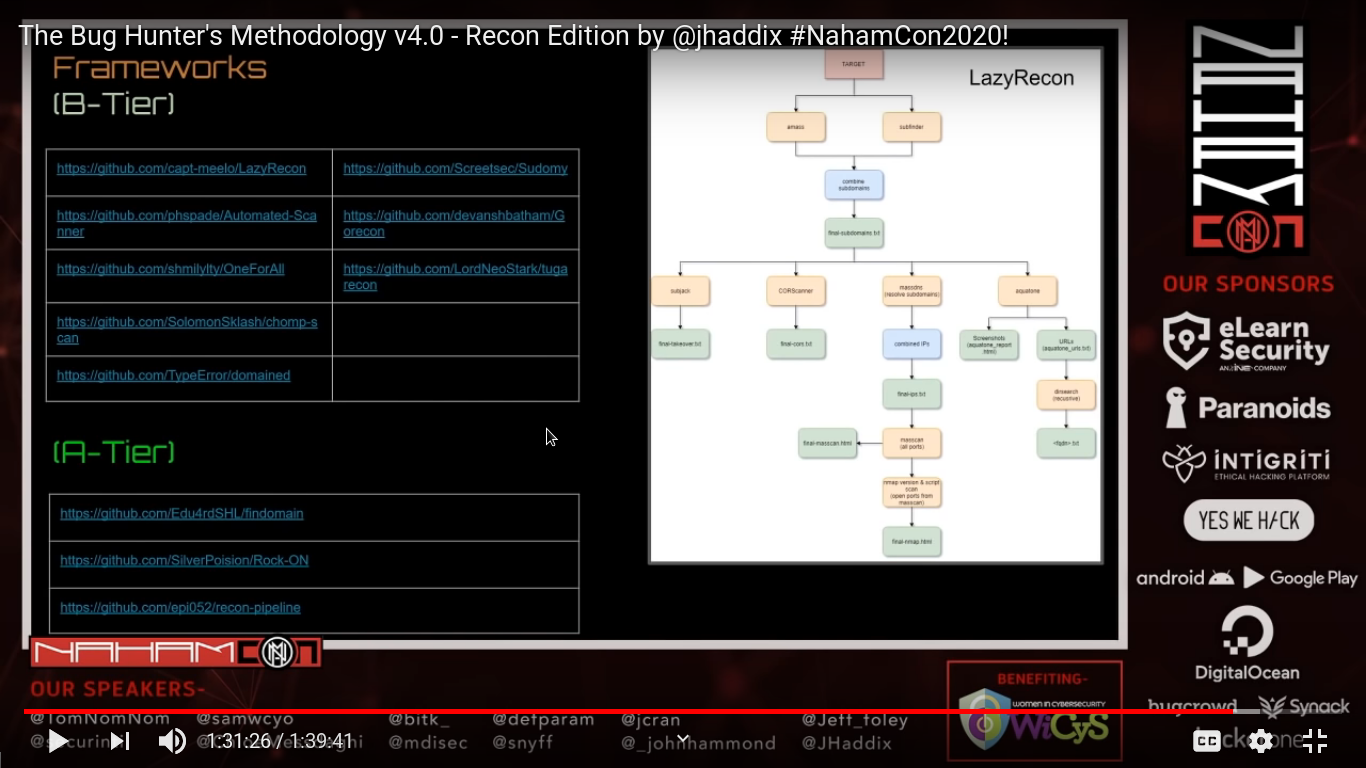 The Bug Hunter's Methodology v4.0 - Recon Edition by @jhaddix #NahamCon2020!
Frameworks
(B-Tier)
https://github.com/capt-meelo/LazyRecon
https://github.com/Screetsec/Sudomy
https://github.com/phspade/Automated-Sca
nner
https://github.com/devanshbatham/G
orecon
https://github.com/shmilylty/OneForAll
https://github.com/LordNeoStark/tuga
recon
https://github.com/SolomonSklash/chomp-s
can
https://github.com/TypeError/domained
(A-Tier)
https://github.com/Edu4rdSHL/findomain
https://github.com/SilverPoision/Rock-ON
https://github.com/epi052/recon-pipeline
LazyRecon
TARGET
amass
subfinder
combine
subdomains
final-subdomains.txt
subjack
CORScanner
massdns
(resolve subdomains)
aquatone
final-takeover.txt
final-cors.txt
combined IPs
Screenshots
(aquatone_report
.html)
URLs
(aquatone_urls.txt)
final-ips.txt
dirsearch
(recursive)
final-masscan.html
masscan
(all ports)
<fqdn>.txt
nmap version & script
scan
(open ports from
masscan)
final-nmap.html
NAHAMCON
OUR SPONSORS
eLearn
Security
AN INE COMPANY
Paranoids
INTIGRITI
ETHICAL HACKING PLATFORM
YES WE H/CK
android
Google Play
DigitalOcean
bugcrowd
Synack
NAHAMCON
OUR SPEAKERS-
BENEFITING-
WOMEN IN CYBERSECURITY
WiCyS
@TomNomNom
@samwcyo
@bitk_
@defparam
@jcran
@Jeff_foley
@mdisec
@snyff
@_johnhammond
@JHaddix
1:31:26 / 1:39:41
CC